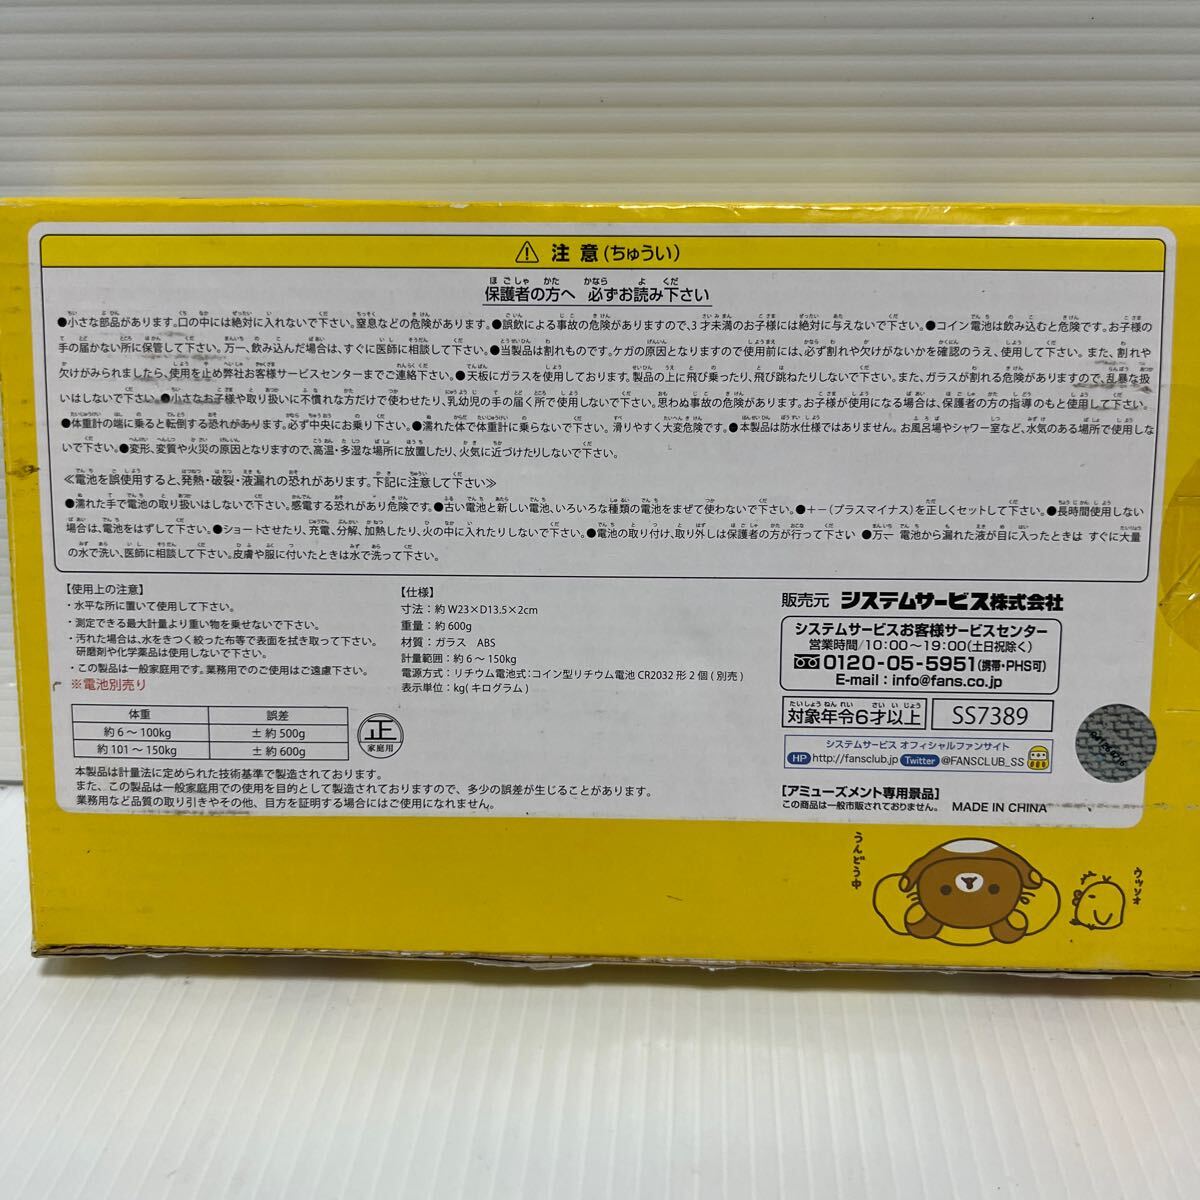 ⚠ 注意(ちゅうい)
保護者の方へ 必ずお読み下さい
●小さな部品があります。口の中には絶対に入れないで下さい。窒息などの危険があります。●誤飲による事故の危険がありますので、3才未満のお子様には絶対に与えないで下さい。●コイン電池は飲み込むと危険です。お子様の
手の届かない所に保管して下さい。万一、飲み込んだ場合は、すぐに医師に相談して下さい。●当製品は割れものです。ケガの原因となりますので使用前には、必ず割れや欠けがないかを確認のうえ、使用して下さい。また、割れや
欠けがみられましたら、使用を止め弊社お客様サービスセンターまでご連絡下さい。●天板にガラスを使用しております。製品の上に飛び乗ったり、飛び跳ねたりしないで下さい。また、ガラスが割れる危険がありますので、乱暴な扱
いはしないで下さい。●小さなお子様や取り扱いに不慣れな方だけで使わせたり、乳幼児の手の届く所で使用しないで下さい。思わぬ事故の危険があります。お子様が使用になる場合は、保護者の方の指導のもと使用して下さい。
●体重計の端に乗ると転倒する恐れがあります。必ず中央にお乗り下さい。●濡れた体で体重計に乗らないで下さい。滑りやすく大変危険です。●本製品は防水仕様ではありません。お風呂場やシャワー室など、水気のある場所で使用しな
いで下さい。●変形、変質や火災の原因となりますので、高温・多湿な場所に放置したり、火気に近づけたりしないで下さい。
≪電池を誤使用すると、発熱・破裂・液漏れの恐れがあります。下記に注意して下さい≫
●濡れた手で電池の取り扱いはしないで下さい。感電する恐れがあり危険です。●古い電池と新しい電池、いろいろな種類の電池をまぜて使わないで下さい。●+−(プラスマイナス)を正しくセットして下さい。●長時間使用しない
場合は、電池をはずして下さい。●ショートさせたり、充電、分解、加熱したり、火の中に入れたりしないで下さい。●電池の取り付け、取り外しは保護者の方が行って下さい ●万一 電池から漏れた液が目に入ったときは すぐに大量
の水で洗い、医師に相談して下さい。皮膚や服に付いたときは水で洗って下さい。
【使用上の注意】
・水平な所に置いて使用して下さい。
・測定できる最大計量より重い物を乗せないで下さい。
・汚れた場合は、水をきつく絞った布等で表面を拭き取って下さい。
研磨剤や化学薬品は使用しないで下さい。
・この製品は一般家庭用です。業務用でのご使用はご遠慮下さい。
※電池別売り
体重 誤差
約6〜100kg ±約500g
約101〜150kg ±約600g
正
家庭用
本製品は計量法に定められた技術基準で製造されております。
また、この製品は一般家庭用での使用を目的として製造されておりますので、多少の誤差が生じることがあります。
業務用など品質の取り引きやその他、目方を証明する場合にはご使用になれません。
【仕様】
寸法：約 W23×D13.5×2cm
重量：約600g
材質：ガラス ABS
計量範囲：約6〜150kg
電源方式：リチウム電池式：コイン型リチウム電池 CR2032 形 2 個 (別売)
表示単位：kg(キログラム)
販売元 システムサービス株式会社
システムサービスお客様サービスセンター
営業時間/10:00〜19:00(土日祝除く)
0120-05-5951(携帯・PHS可)
E-mail : info@fans.co.jp
対象年令6才以上
SS7389
システムサービス オフィシャルファンサイト
HP http://fansclub.jp Twitter @FANSCLUB_SS
【アミューズメント専用景品】
この商品は一般市販されておりません。 MADE IN CHINA
うんどう中
ウッソォ